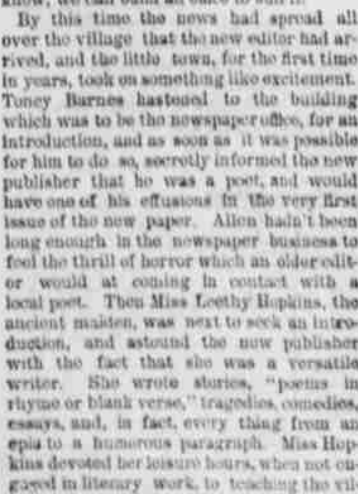 know, we can
By this time the news had spread all
over the village that the new editor had ar-
rived, and the little town, for the first time
in years, took on something like excitement.
Toney Barnes hastened to the building
which was to be the newspaper office, for an
introduction, and as soon as it was possible
for him to do so, secretly informed the new
publisher that he was a poet, and would
have one of his effusions in the very first
issue of the new paper. Allen hadn't been
long enough in the newspaper business to
feel the thrill of horror which an older edit-
or would at coming in contact with a
local poet. Then Miss Leethy Hopkins, the
ancient maiden, was next to seek an intro-
duction, and astound the new publisher
with the fact that she was a versatile
writer. She wrote stories, "poems in
rhyme or blank verse," tragedies, comedies,
essays, and, in fact, every thing from an
epic to a humorous paragraph. Miss Hop-
kins devoted her leisure hours, when not en-
gaged in literary work, to teaching the vil-